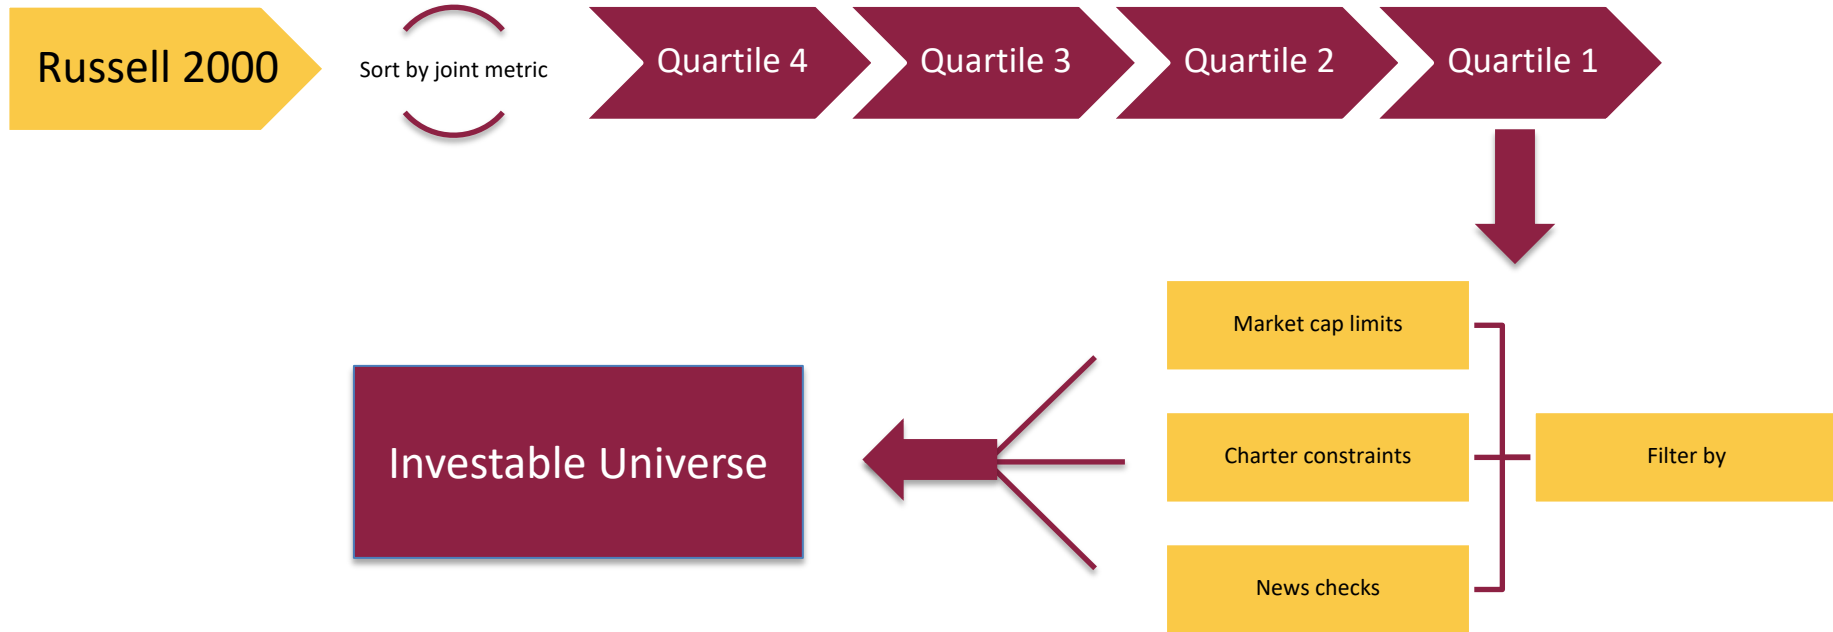 Russell 2000
Sort by joint metric
Quartile 4
Quartile 3
Quartile 2
Quartile 1
Market cap limits
Charter constraints
News checks
Filter by
Investable Universe